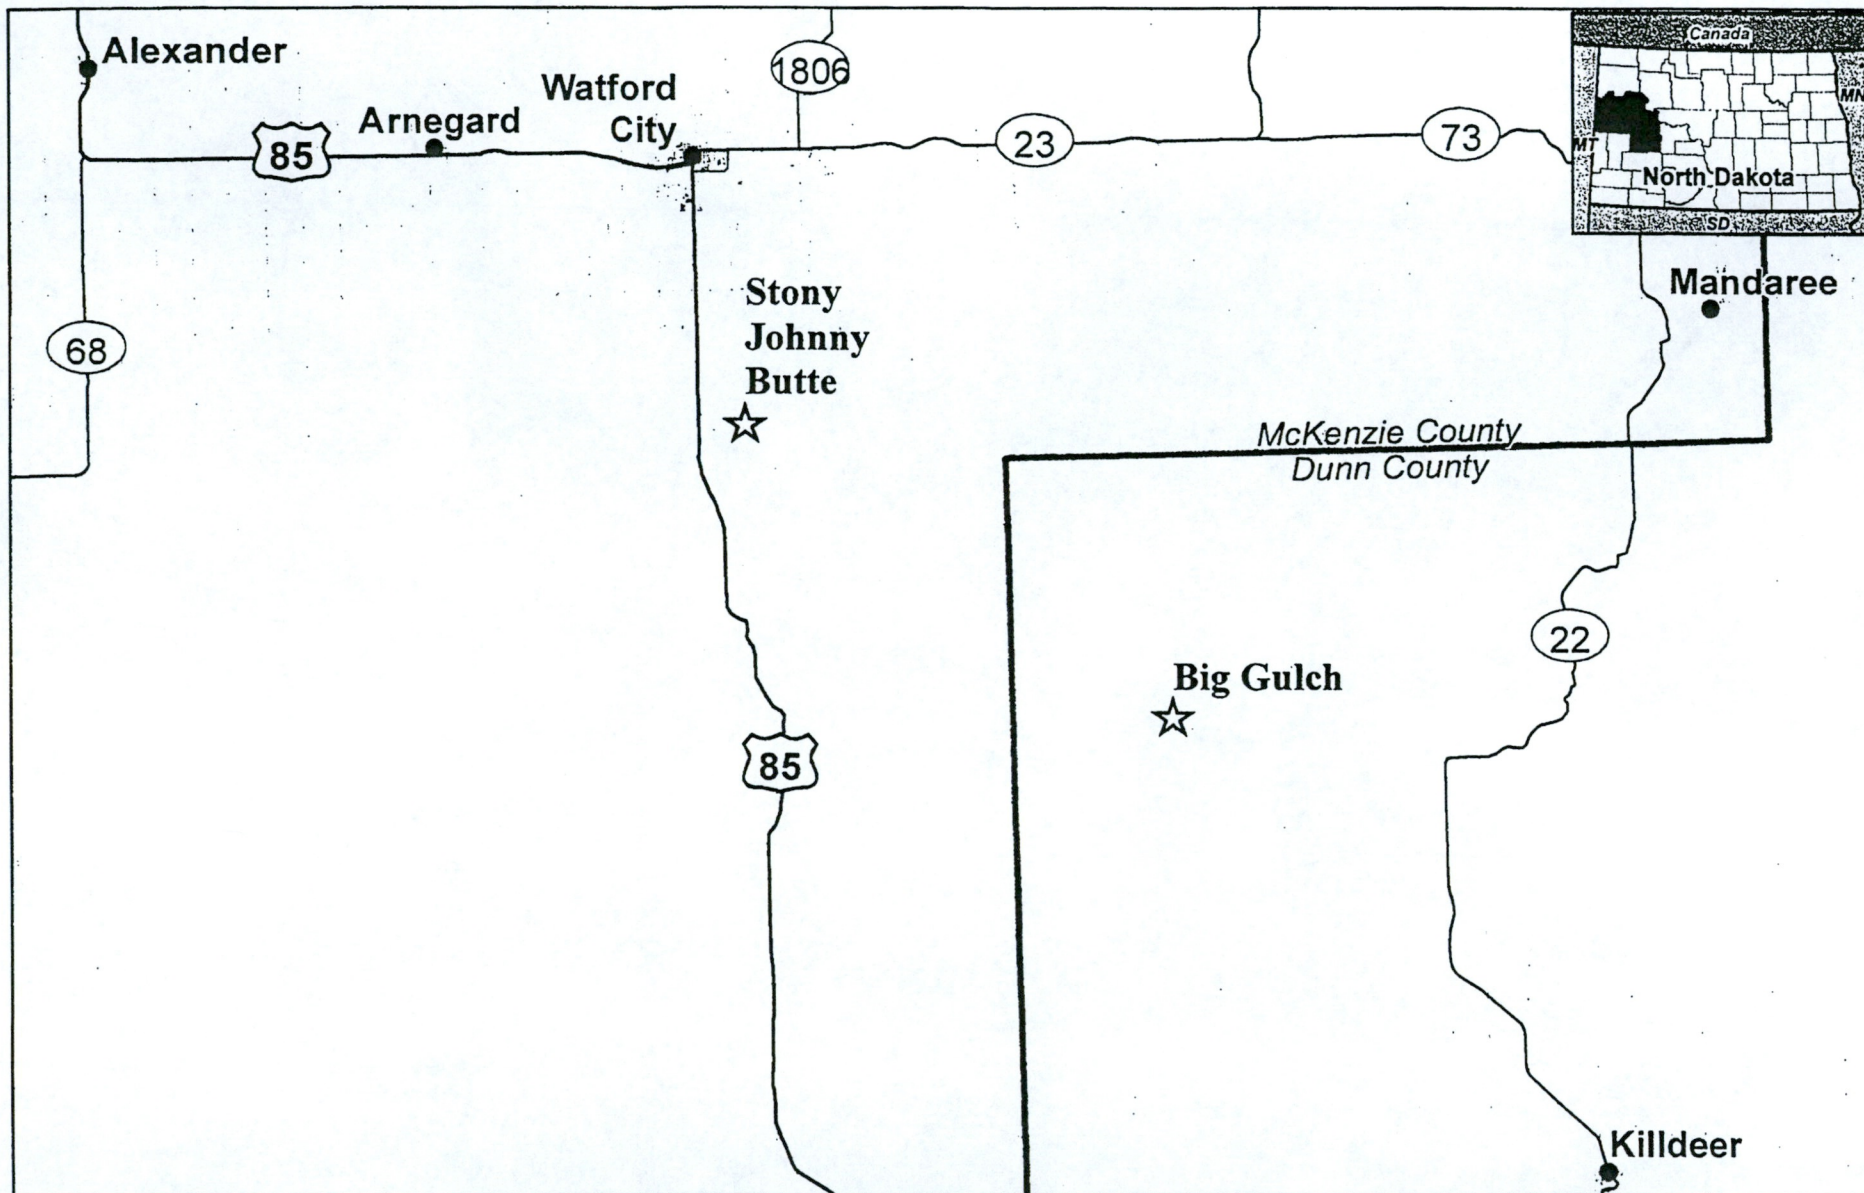 Alexander
Arnegard
Watford
City
1806
85
23
73
Canada
MN
MT
North Dakota
SD
Mandaree
68
Stony
Johnny
Butte
McKenzie County
Dunn County
22
Big Gulch
85
Killdeer